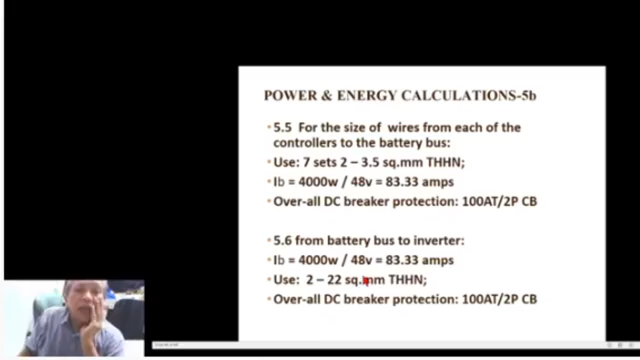 POWER & ENERGY CALCULATIONS-5b
• 5.5 For the size of wires from each of the
controllers to the battery bus:
• Use: 7 sets 2 – 3.5 sq.mm THHN;
• Ib = 4000w / 48v = 83.33 amps
• Over-all DC breaker protection: 100AT/2P CB
• 5.6 from battery bus to inverter:
• Ib = 4000w / 48v = 83.33 amps
• Use: 2 – 22 sq.mm THHN;
• Over-all DC breaker protection: 100AT/2P CB